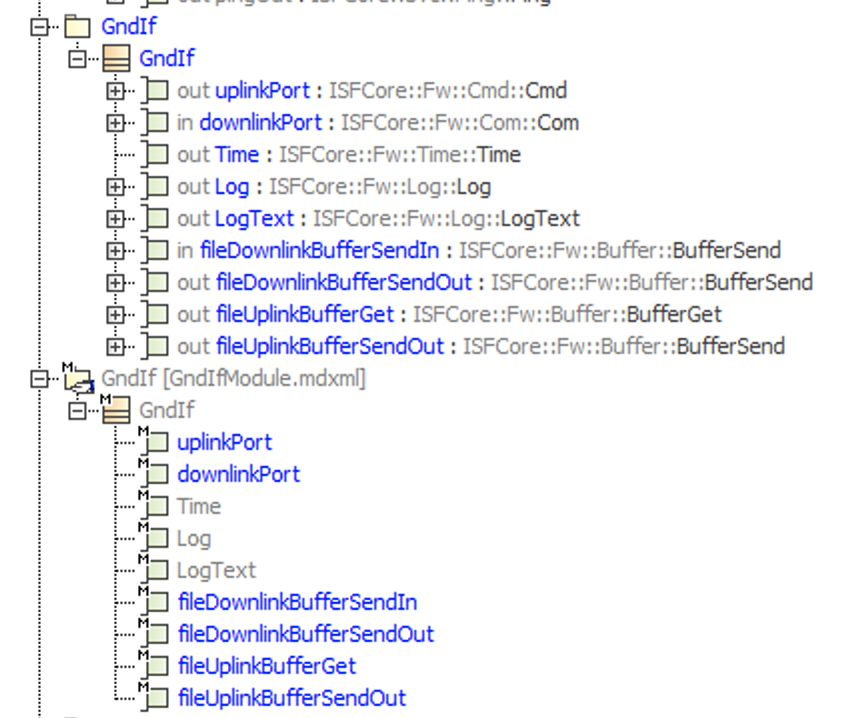 GndIf
GndIf
out uplinkPort : ISFCore::Fw::Cmd::Cmd
in downlinkPort : ISFCore::Fw::Com::Com
out Time : ISFCore::Fw::Time::Time
out Log : ISFCore::Fw::Log::Log
out LogText : ISFCore::Fw::Log::LogText
in fileDownlinkBufferSendIn : ISFCore::Fw::Buffer::BufferSend
out fileDownlinkBufferSendOut : ISFCore::Fw::Buffer::BufferSend
out fileUplinkBufferGet : ISFCore::Fw::Buffer::BufferGet
out fileUplinkBufferSendOut : ISFCore::Fw::Buffer::BufferSend
M GndIf [GndIfModule.mdxml]
M GndIf
M uplinkPort
M downlinkPort
M Time
M Log
M LogText
M fileDownlinkBufferSendIn
M fileDownlinkBufferSendOut
M fileUplinkBufferGet
M fileUplinkBufferSendOut